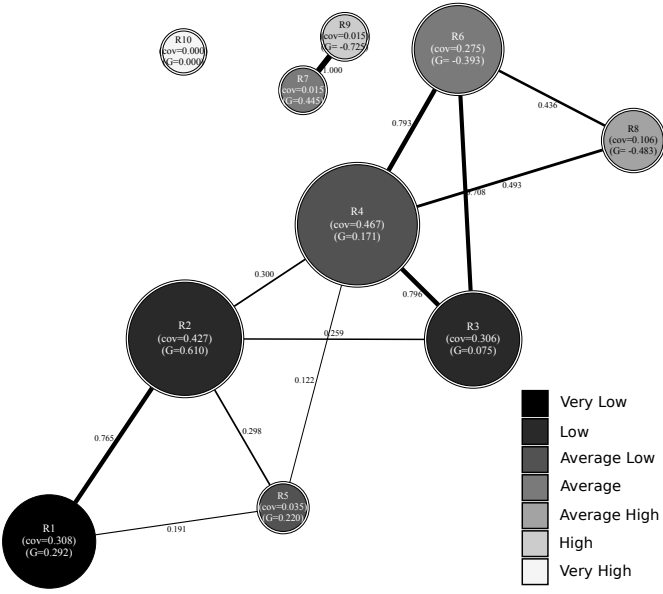 R10
(cov=0.000)
(G=0.000)
R9
(cov=0.015)
(G= -0.725)
1.000
R7
(cov=0.015)
(G=0.445)
R6
(cov=0.275)
(G= -0.393)
0.436
R8
(cov=0.106)
(G= -0.483)
0.793
0.493
0.708
R4
(cov=0.467)
(G=0.171)
0.300
0.796
R2
(cov=0.427)
(G=0.610)
0.259
R3
(cov=0.306)
(G=0.075)
0.122
0.765
0.298
R5
(cov=0.035)
(G=0.220)
0.191
R1
(cov=0.308)
(G=0.292)
Very Low
Low
Average Low
Average
Average High
High
Very High